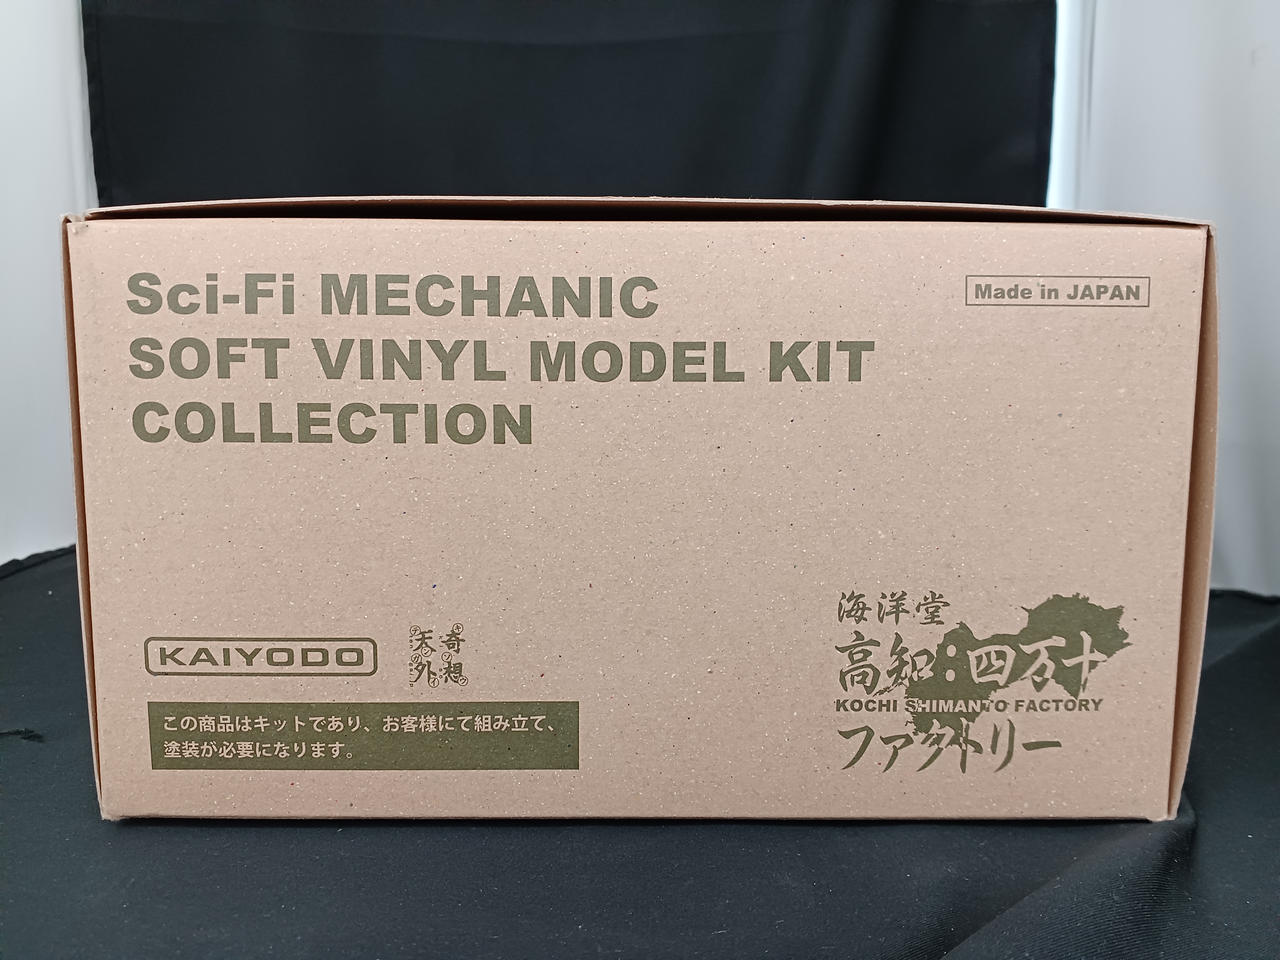 Sci-Fi MECHANIC
SOFT VINYL MODEL KIT
COLLECTION
Made in JAPAN
KAIYODO
奇想
天外
この商品はキットであり、お客様にて組み立て、
塗装が必要になります。
海洋堂
高知:四万十
KOCHI SHIMANTO FACTORY
ファクトリー